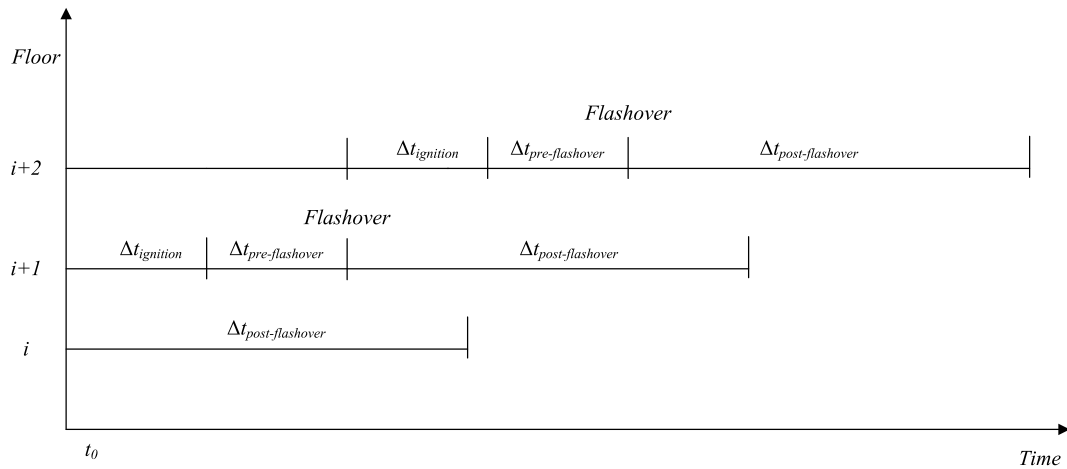 Floor
Flashover
i+2 Δt_ignition Δt_pre-flashover Δt_post-flashover
Flashover
i+1 Δt_ignition Δt_pre-flashover Δt_post-flashover
i Δt_post-flashover
t_0
Time